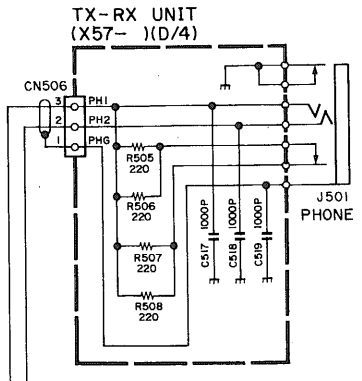 TX-RX UNIT
(X57- )(D/4)
CN506
3 PH1
2 PH2
1 PHG
R505
220
R506
220
R507
220
R508
220
1000P
C517
1000P
C518
1000P
C519
J501
PHONE